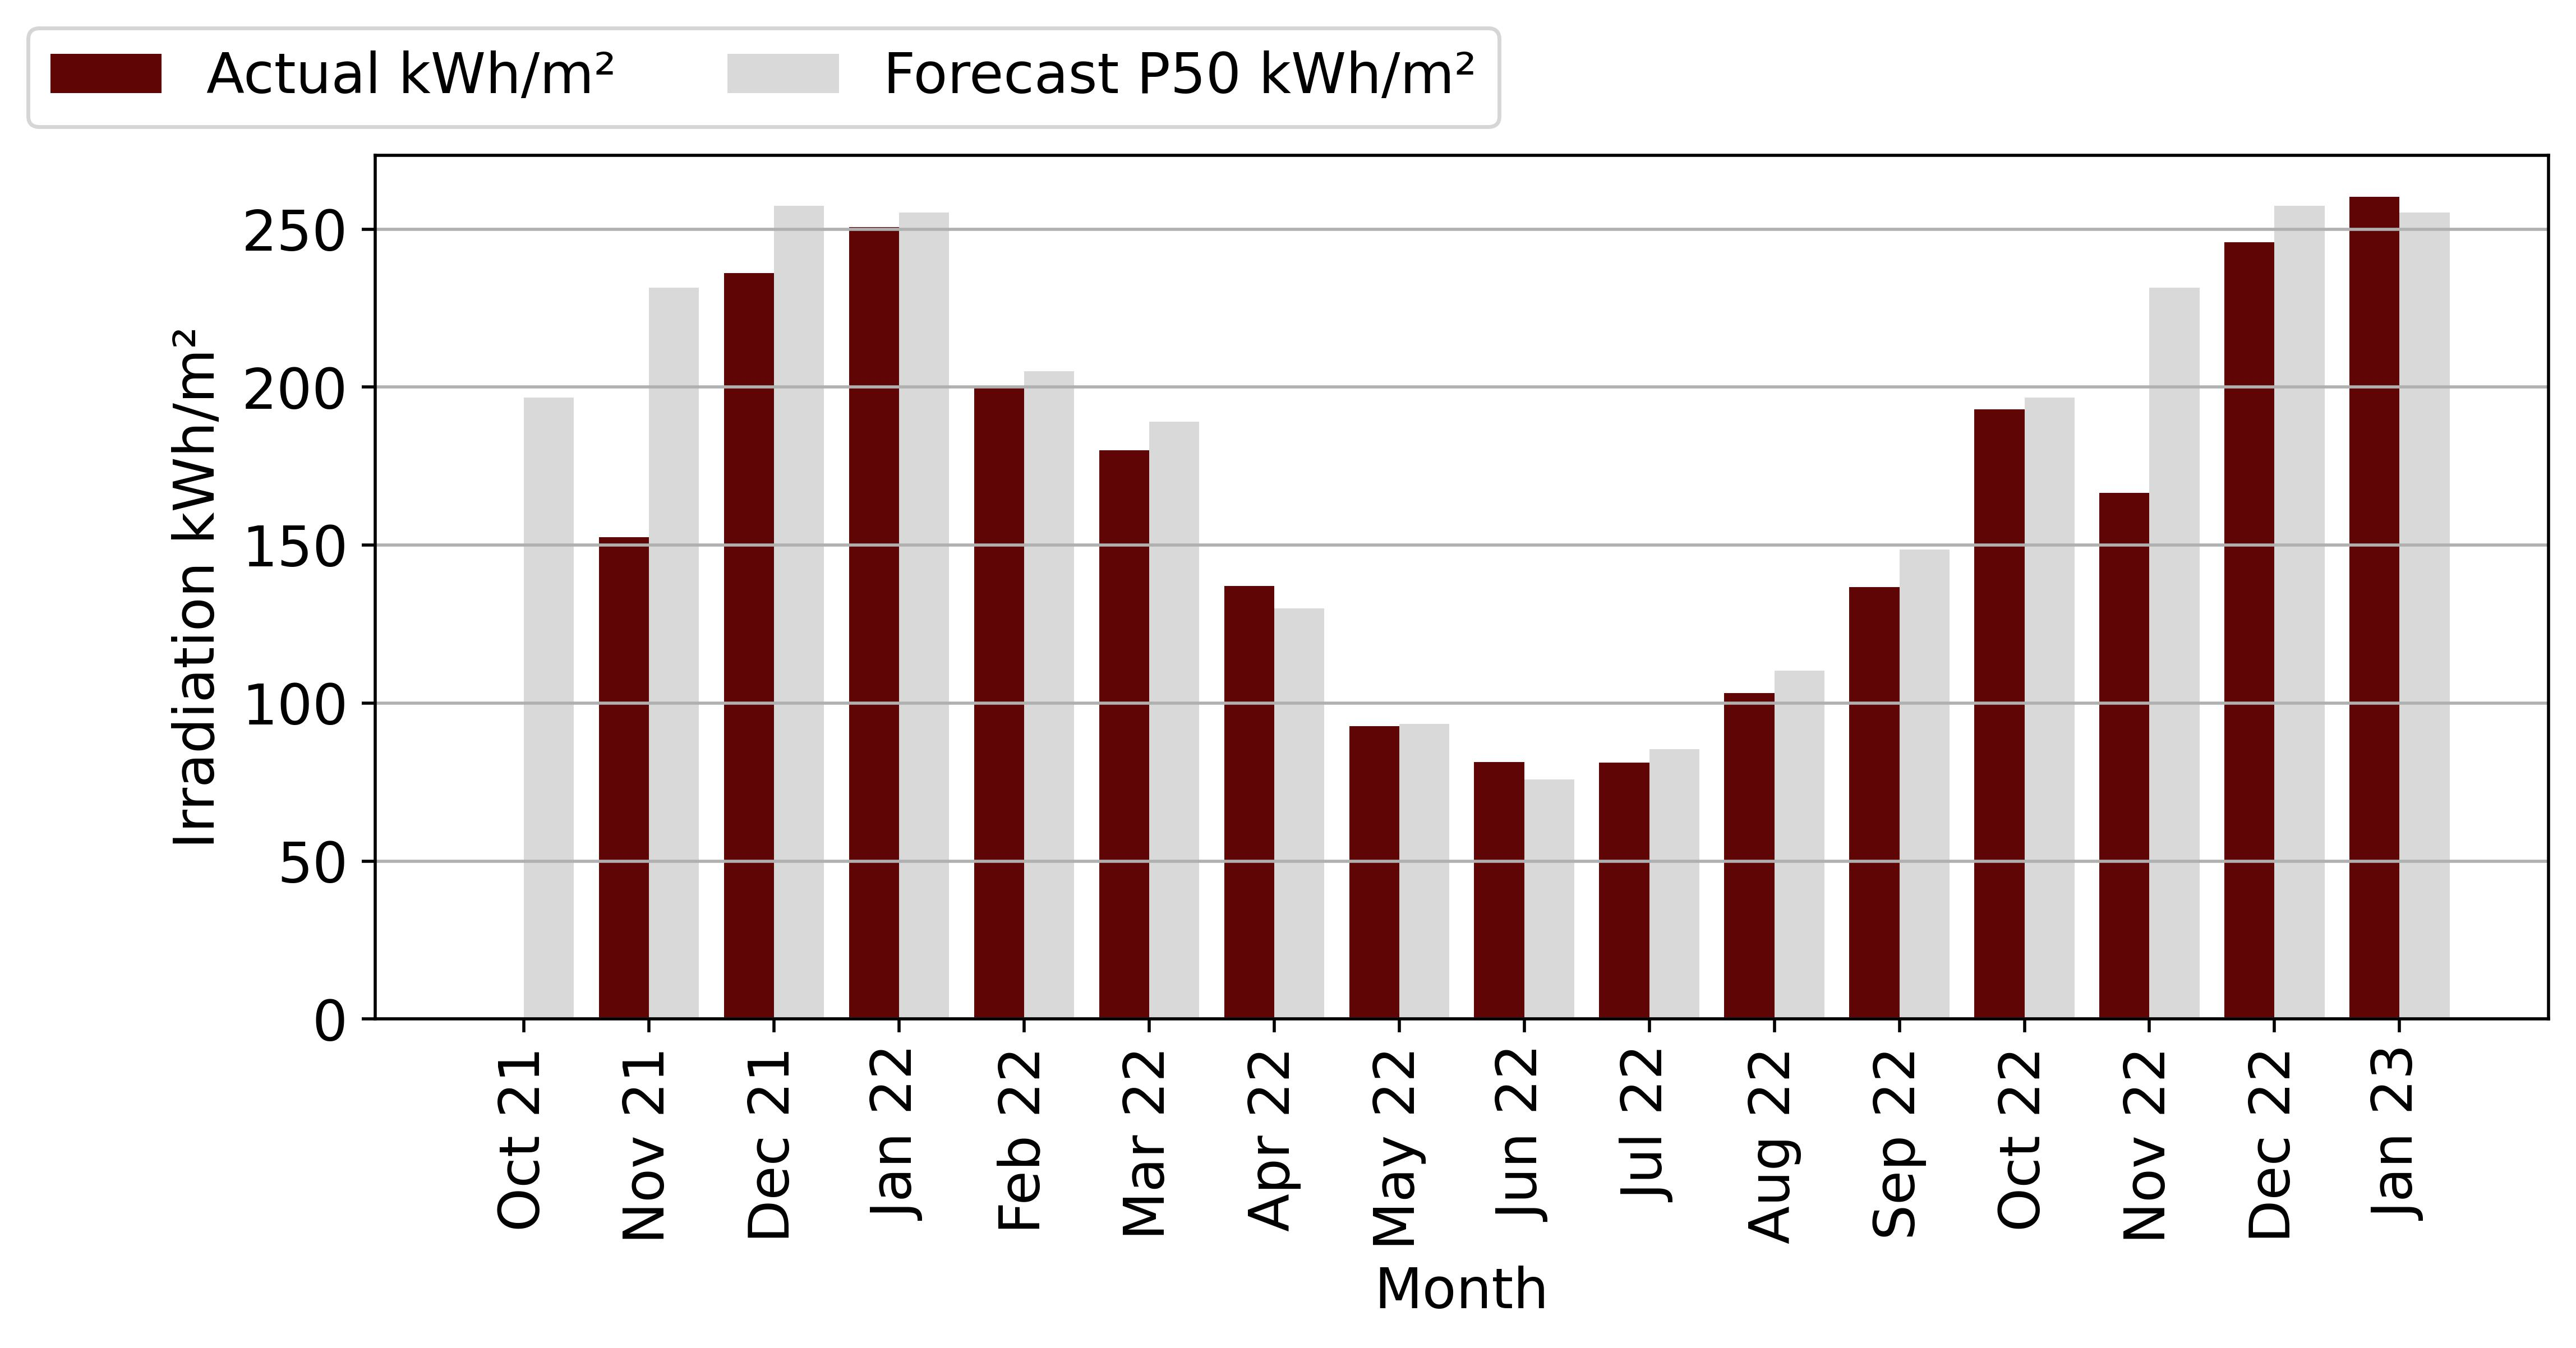 Actual kWh/m²
Forecast P50 kWh/m²
Irradiation kWh/m²
250
200
150
100
50
0
Oct 21
Nov 21
Dec 21
Jan 22
Feb 22
Mar 22
Apr 22
May 22
Jun 22
Jul 22
Aug 22
Sep 22
Oct 22
Nov 22
Dec 22
Jan 23
Month